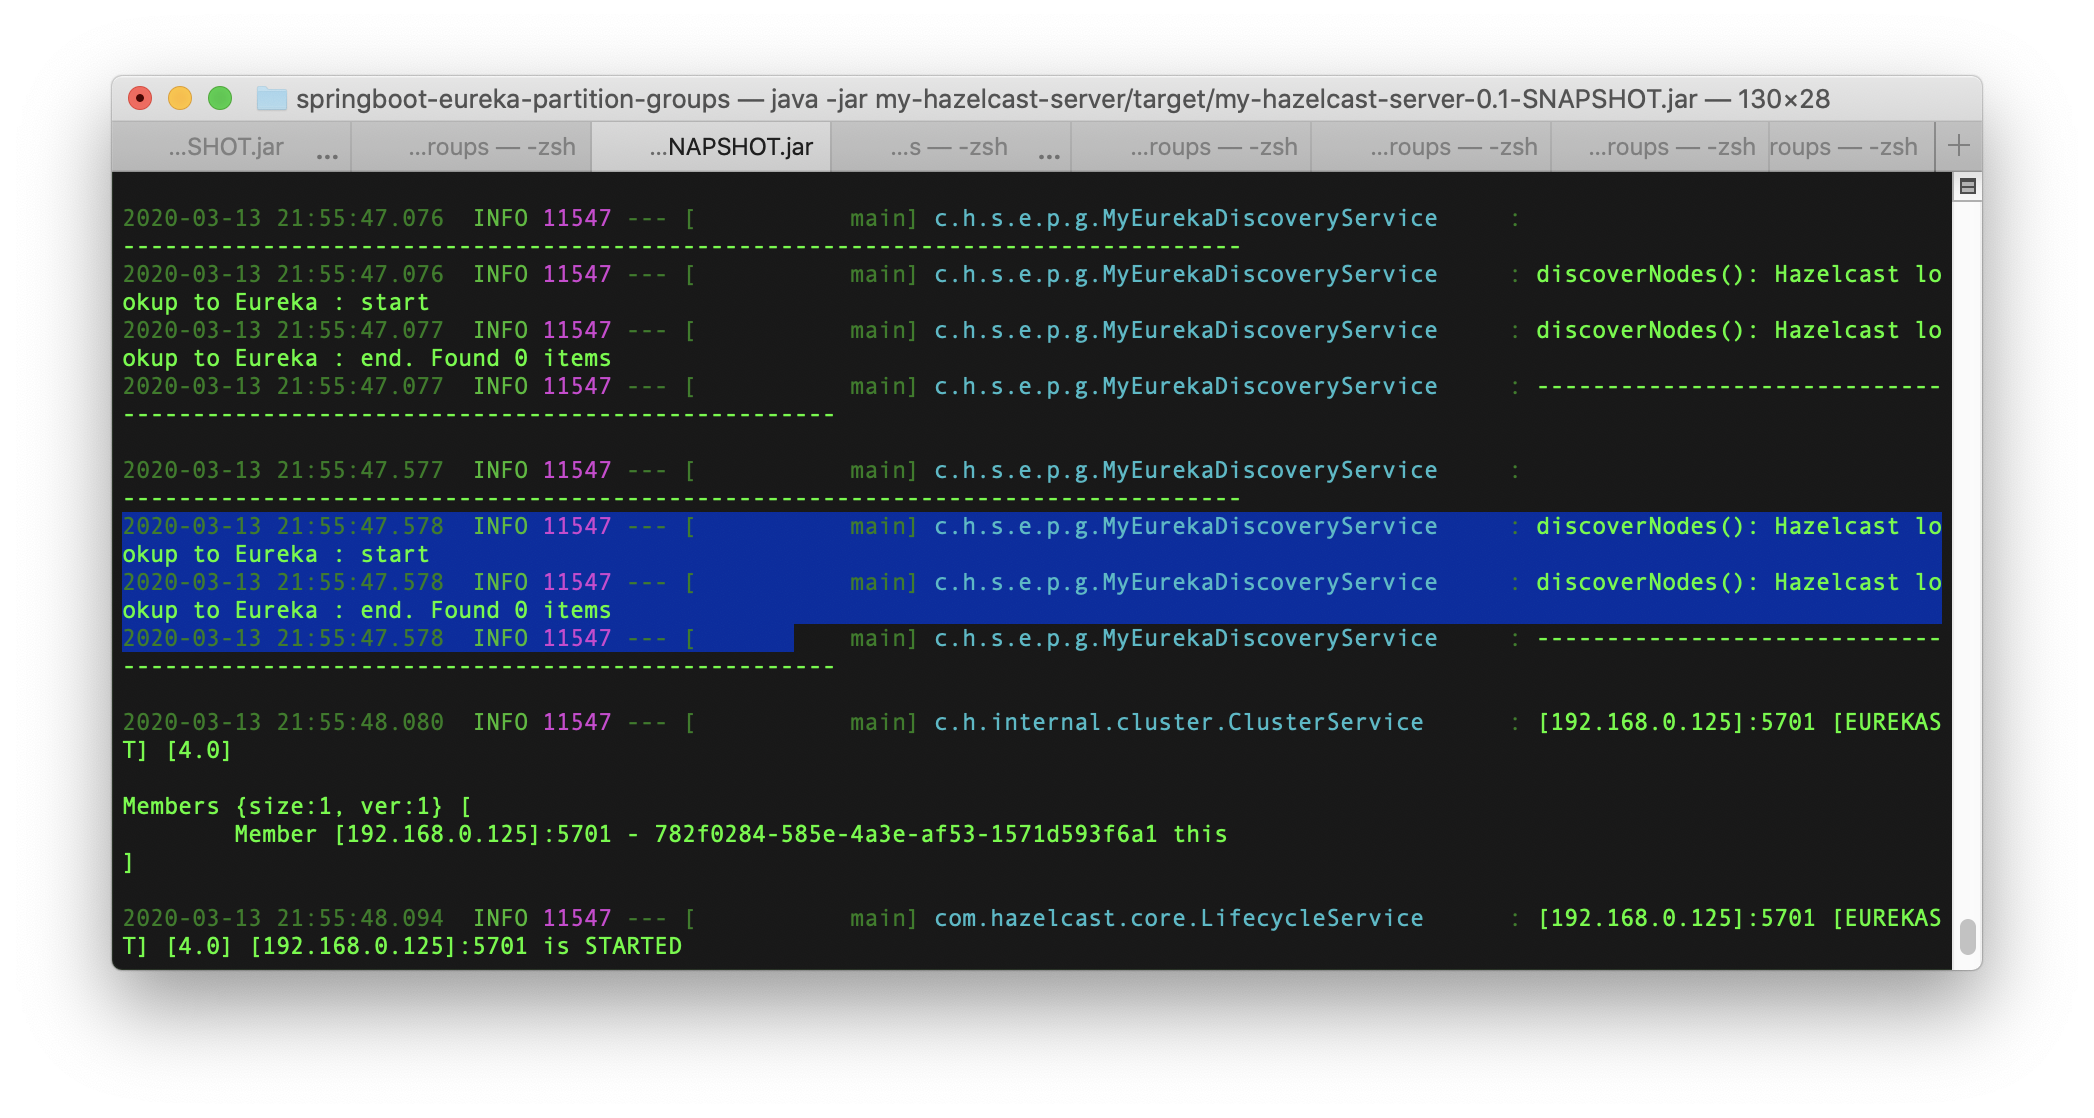 springboot-eureka-partition-groups — java -jar my-hazelcast-server/target/my-hazelcast-server-0.1-SNAPSHOT.jar — 130×28
...SHOT.jar ... ...roups — -zsh ...NAPSHOT.jar ...s — -zsh ... ...roups — -zsh ...roups — -zsh ...roups — -zsh roups — -zsh +
2020-03-13 21:55:47.076  INFO 11547 --- [           main] c.h.s.e.p.g.MyEurekaDiscoveryService     :
--------------------------------------------------------------------------------
2020-03-13 21:55:47.076  INFO 11547 --- [           main] c.h.s.e.p.g.MyEurekaDiscoveryService     : discoverNodes(): Hazelcast lo
okup to Eureka : start
2020-03-13 21:55:47.077  INFO 11547 --- [           main] c.h.s.e.p.g.MyEurekaDiscoveryService     : discoverNodes(): Hazelcast lo
okup to Eureka : end. Found 0 items
2020-03-13 21:55:47.077  INFO 11547 --- [           main] c.h.s.e.p.g.MyEurekaDiscoveryService     : -----------------------------
---------------------------------------------------
2020-03-13 21:55:47.577  INFO 11547 --- [           main] c.h.s.e.p.g.MyEurekaDiscoveryService     :
--------------------------------------------------------------------------------
2020-03-13 21:55:47.578  INFO 11547 --- [           main] c.h.s.e.p.g.MyEurekaDiscoveryService     : discoverNodes(): Hazelcast lo
okup to Eureka : start
2020-03-13 21:55:47.578  INFO 11547 --- [           main] c.h.s.e.p.g.MyEurekaDiscoveryService     : discoverNodes(): Hazelcast lo
okup to Eureka : end. Found 0 items
2020-03-13 21:55:47.578  INFO 11547 --- [           main] c.h.s.e.p.g.MyEurekaDiscoveryService     : -----------------------------
---------------------------------------------------
2020-03-13 21:55:48.080  INFO 11547 --- [           main] c.h.internal.cluster.ClusterService      : [192.168.0.125]:5701 [EUREKAS
T] [4.0]
Members {size:1, ver:1} [
        Member [192.168.0.125]:5701 - 782f0284-585e-4a3e-af53-1571d593f6a1 this
]
2020-03-13 21:55:48.094  INFO 11547 --- [           main] com.hazelcast.core.LifecycleService      : [192.168.0.125]:5701 [EUREKAS
T] [4.0] [192.168.0.125]:5701 is STARTED